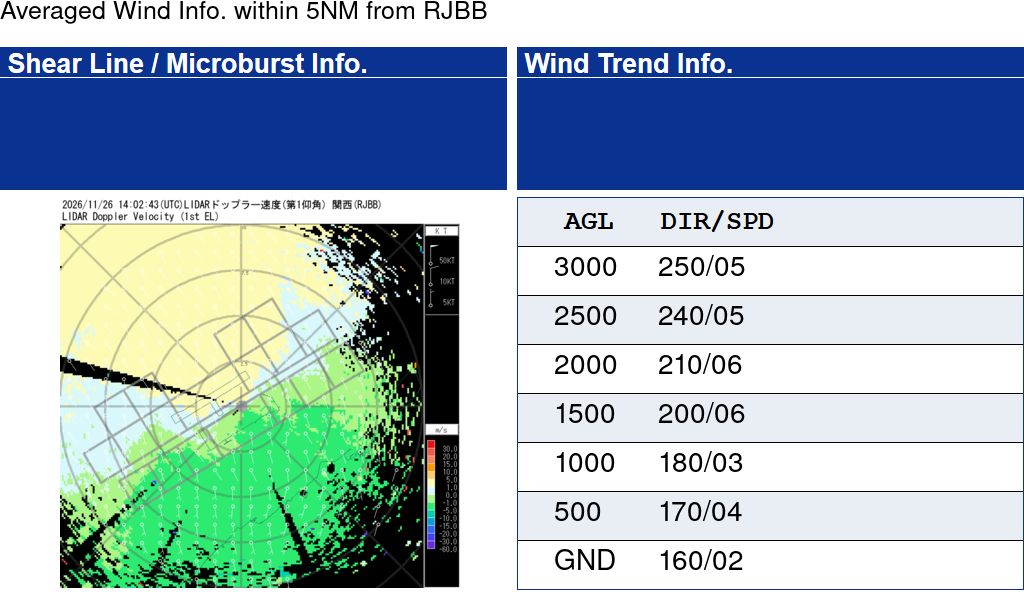 Averaged Wind Info. within 5NM from RJBB
Shear Line / Microburst Info.
Wind Trend Info.
2026/11/26 14:02:43(UTC)LIDARドップラー速度(第1仰角) 関西(RJBB)
LIDAR Doppler Velocity (1st EL)
KT
50KT
10KT
5KT
m/s
30.0
20.0
15.0
10.0
5.0
1.0
0.0
-1.0
-5.0
-10.0
-15.0
-20.0
-30.0
-60.0
AGL DIR/SPD
3000 250/05
2500 240/05
2000 210/06
1500 200/06
1000 180/03
500 170/04
GND 160/02